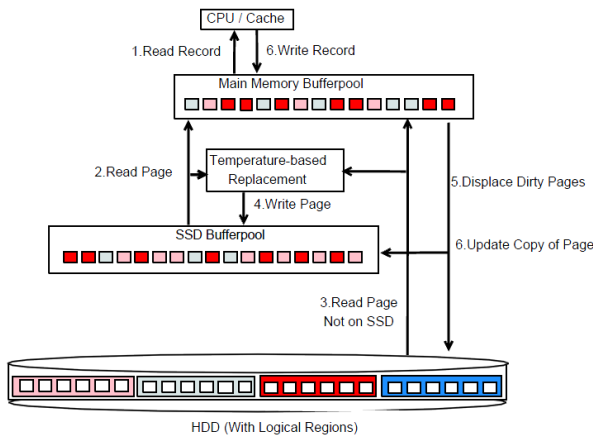 CPU / Cache
1.Read Record
6.Write Record
Main Memory Bufferpool
2.Read Page
Temperature-based
Replacement
5.Displace Dirty Pages
4.Write Page
SSD Bufferpool
6.Update Copy of Page
3.Read Page
Not on SSD
HDD (With Logical Regions)